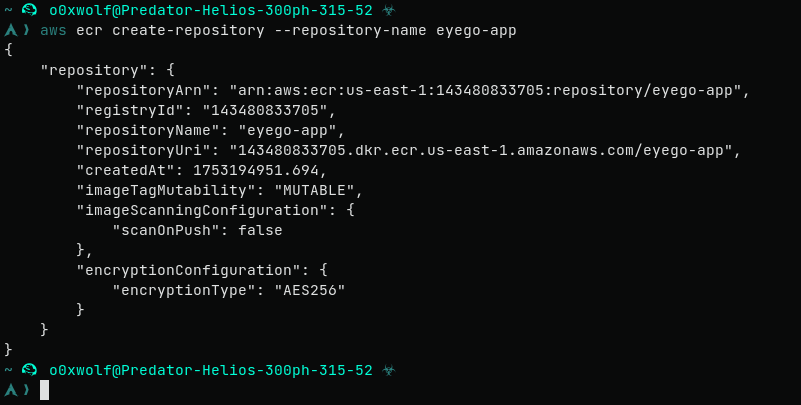 ~ o0xwolf@Predator-Helios-300ph-315-52 ☣
❯ aws ecr create-repository --repository-name eyego-app
{
    "repository": {
        "repositoryArn": "arn:aws:ecr:us-east-1:143480833705:repository/eyego-app",
        "registryId": "143480833705",
        "repositoryName": "eyego-app",
        "repositoryUri": "143480833705.dkr.ecr.us-east-1.amazonaws.com/eyego-app",
        "createdAt": 1753194951.694,
        "imageTagMutability": "MUTABLE",
        "imageScanningConfiguration": {
            "scanOnPush": false
        },
        "encryptionConfiguration": {
            "encryptionType": "AES256"
        }
    }
}
~ o0xwolf@Predator-Helios-300ph-315-52 ☣
❯